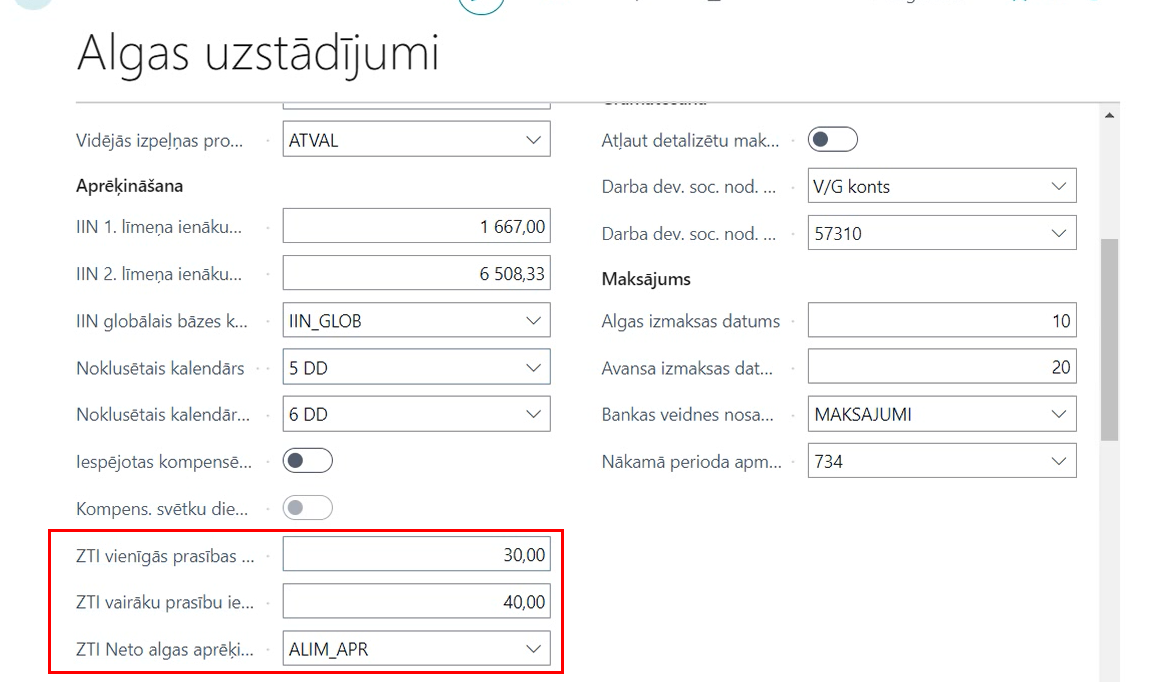 Algas uzstādījumi
Vidējās izpeļņas pro... ATVAL
Aprēķināšana
IIN 1. līmeņa ienāku... 1 667,00
IIN 2. līmeņa ienāku... 6 508,33
IIN globālais bāzes k... IIN_GLOB
Noklusētais kalendārs 5 DD
Noklusētais kalendār... 6 DD
Iespējotas kompensē...
Kompens. svētku die...
ZTI vienīgās prasības ... 30,00
ZTI vairāku prasību ie... 40,00
ZTI Neto algas aprēķi... ALIM_APR
Atļaut detalizētu mak...
Darba dev. soc. nod. ... V/G konts
Darba dev. soc. nod. ... 57310
Maksājums
Algas izmaksas datums 10
Avansa izmaksas dat... 20
Bankas veidnes nosa... MAKSAJUMI
Nākamā perioda apm... 734